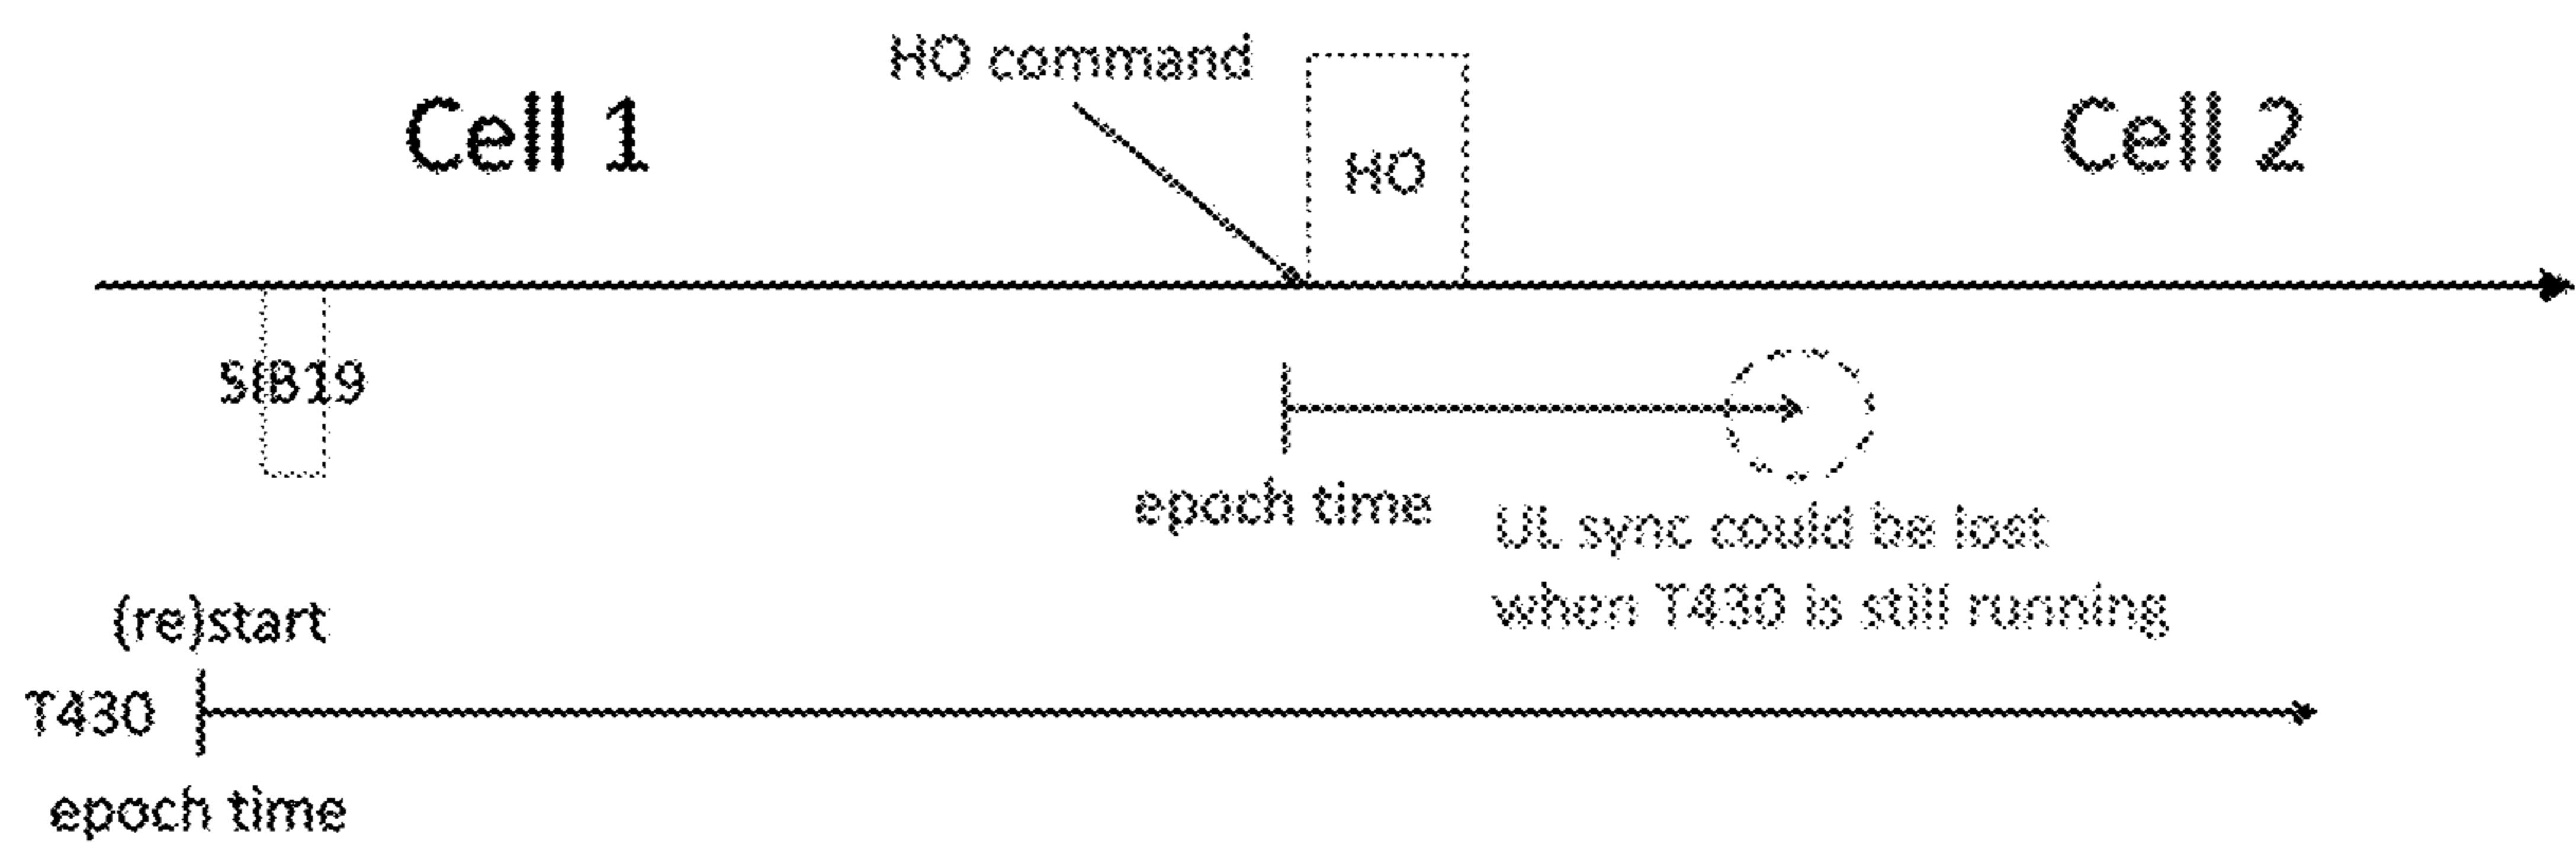 HO command
Cell 1
HO
Cell 2
SIB19
epoch time
UL sync could be lost
when T430 is still running
(re)start
T430
epoch time